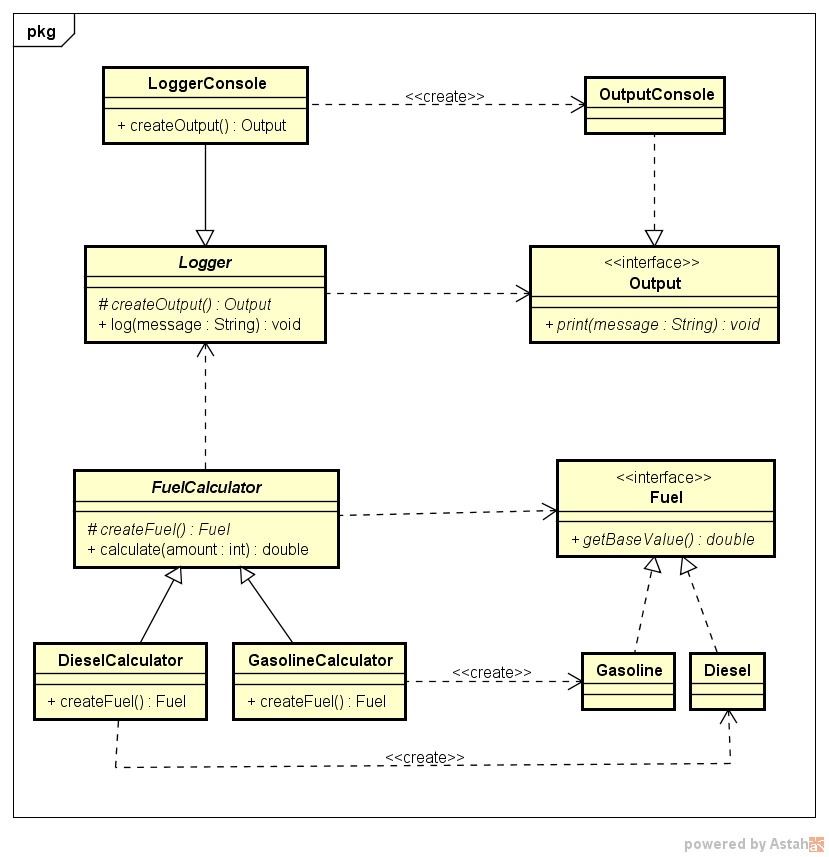 pkg
LoggerConsole
+ createOutput() : Output
<<create>>
OutputConsole
Logger
# createOutput() : Output
+ log(message : String) : void
<<interface>>
Output
+ print(message : String) : void
FuelCalculator
# createFuel() : Fuel
+ calculate(amount : int) : double
<<interface>>
Fuel
+ getBaseValue() : double
DieselCalculator
+ createFuel() : Fuel
GasolineCalculator
+ createFuel() : Fuel
<<create>>
Gasoline
Diesel
<<create>>
powered by Astah